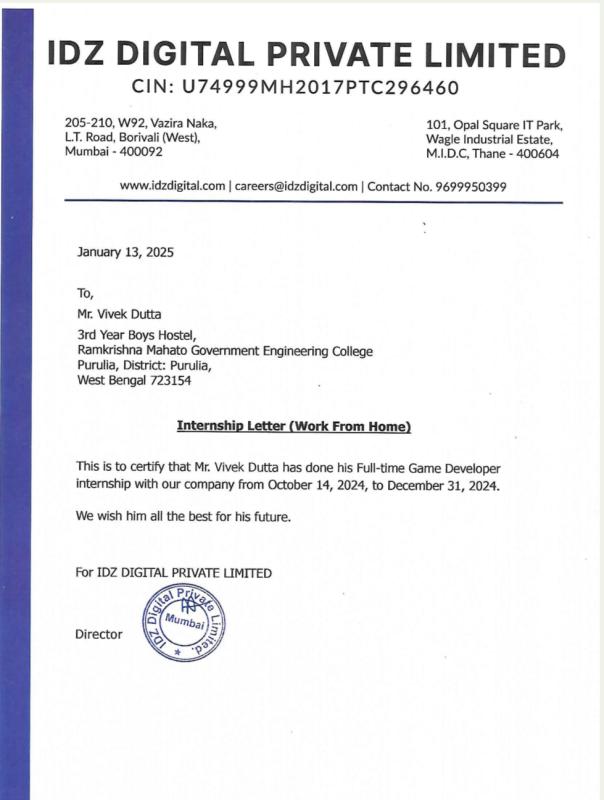 IDZ DIGITAL PRIVATE LIMITED
CIN: U74999MH2017PTC296460
205-210, W92, Vazira Naka,
L.T. Road, Borivali (West),
Mumbai - 400092
101, Opal Square IT Park,
Wagle Industrial Estate,
M.I.D.C, Thane - 400604
www.idzdigital.com | careers@idzdigital.com | Contact No. 9699950399
January 13, 2025
To,
Mr. Vivek Dutta
3rd Year Boys Hostel,
Ramkrishna Mahato Government Engineering College
Purulia, District: Purulia,
West Bengal 723154
Internship Letter (Work From Home)
This is to certify that Mr. Vivek Dutta has done his Full-time Game Developer
internship with our company from October 14, 2024, to December 31, 2024.
We wish him all the best for his future.
For IDZ DIGITAL PRIVATE LIMITED
IDZ Digital Private Limited.
Mumbai
Director